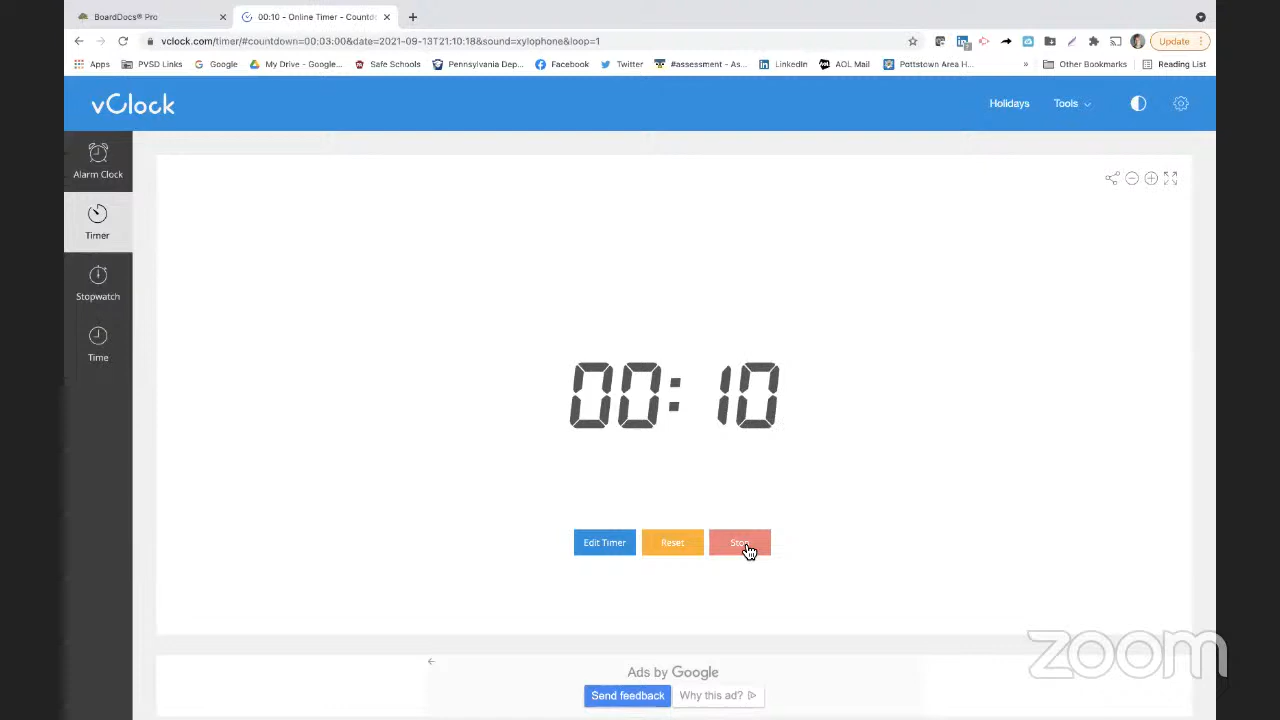 BoardDocs® Pro
00:10 - Online Timer - Countdo
vclock.com/timer/#countdown=00:03:00&date=2021-09-13T21:10:18&sound=xylophone&loop=1
Update
Apps PVSD Links Google My Drive - Google... Safe Schools Pennsylvania Dep... Facebook Twitter #assessment - As... LinkedIn AOL Mail Pottstown Area H... » Other Bookmarks Reading List
vClock
Holidays Tools
Alarm Clock
Timer
Stopwatch
Time
00:10
Edit Timer Reset Stop
Ads by Google
Send feedback Why this ad?
zoom